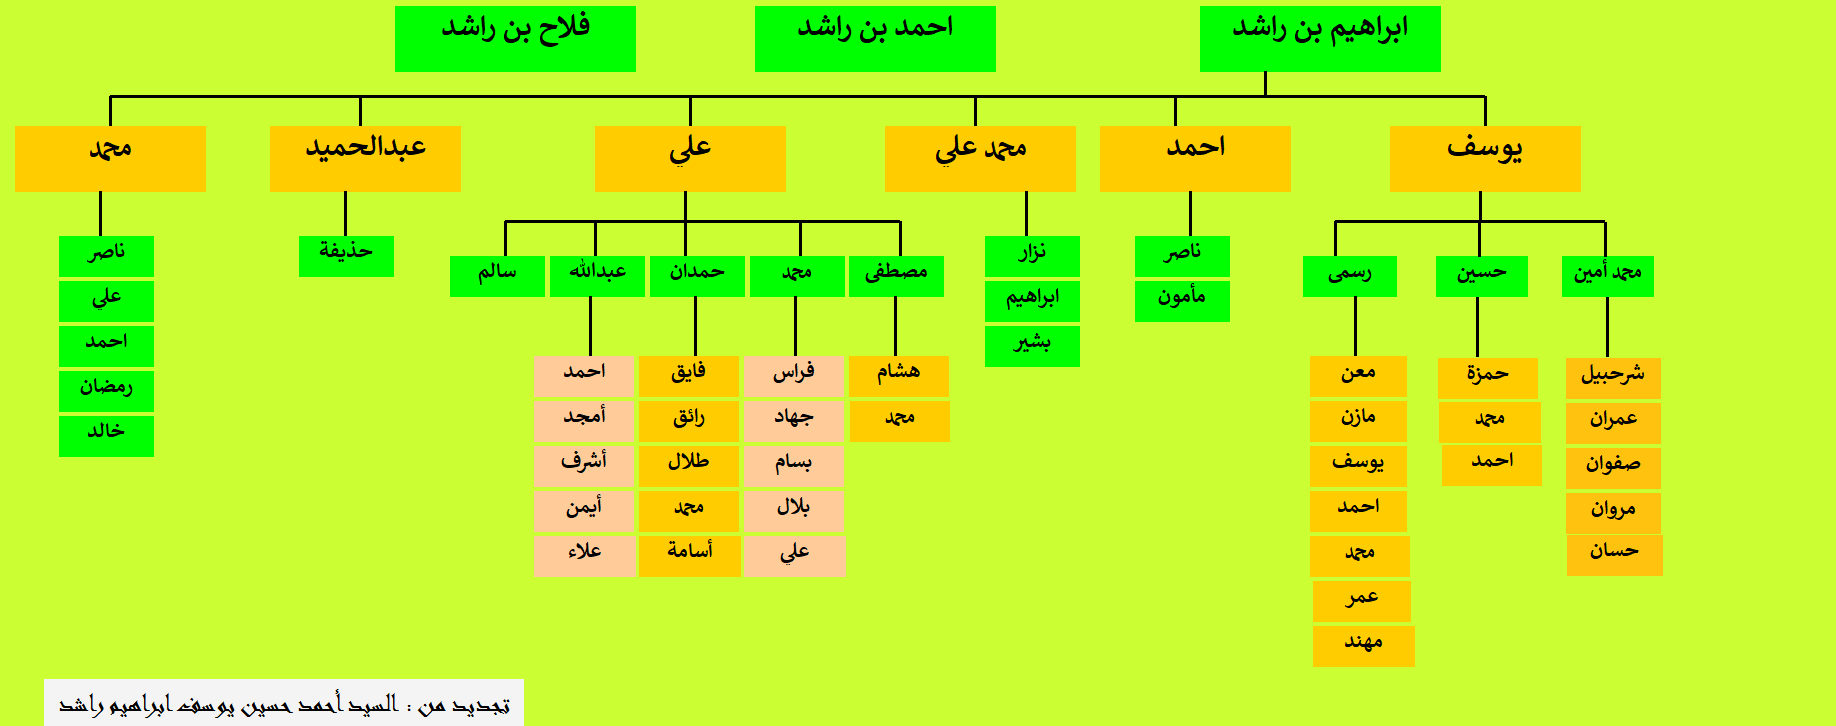 ابراهيم بن راشد
احمد بن راشد
فلاح بن راشد
يوسف
احمد
محمد علي
علي
عبدالحميد
محمد
محمد أمين
حسين
رسمى
ناصر
مأمون
نزار
ابراهيم
بشير
مصطفى
محمد
حمدان
عبدالله
سالم
حذيفة
ناصر
علي
احمد
رمضان
خالد
شرحبيل
عمران
صفوان
مروان
حسان
حمزة
محمد
احمد
معن
مازن
يوسف
احمد
محمد
عمر
مهند
هشام
محمد
فراس
جهاد
بسام
بلال
علي
فايق
رائق
طلال
محمد
أسامة
احمد
أمجد
أشرف
أيمن
علاء
تجديد من : السيد أحمد حسين يوسف ابراهيم راشد